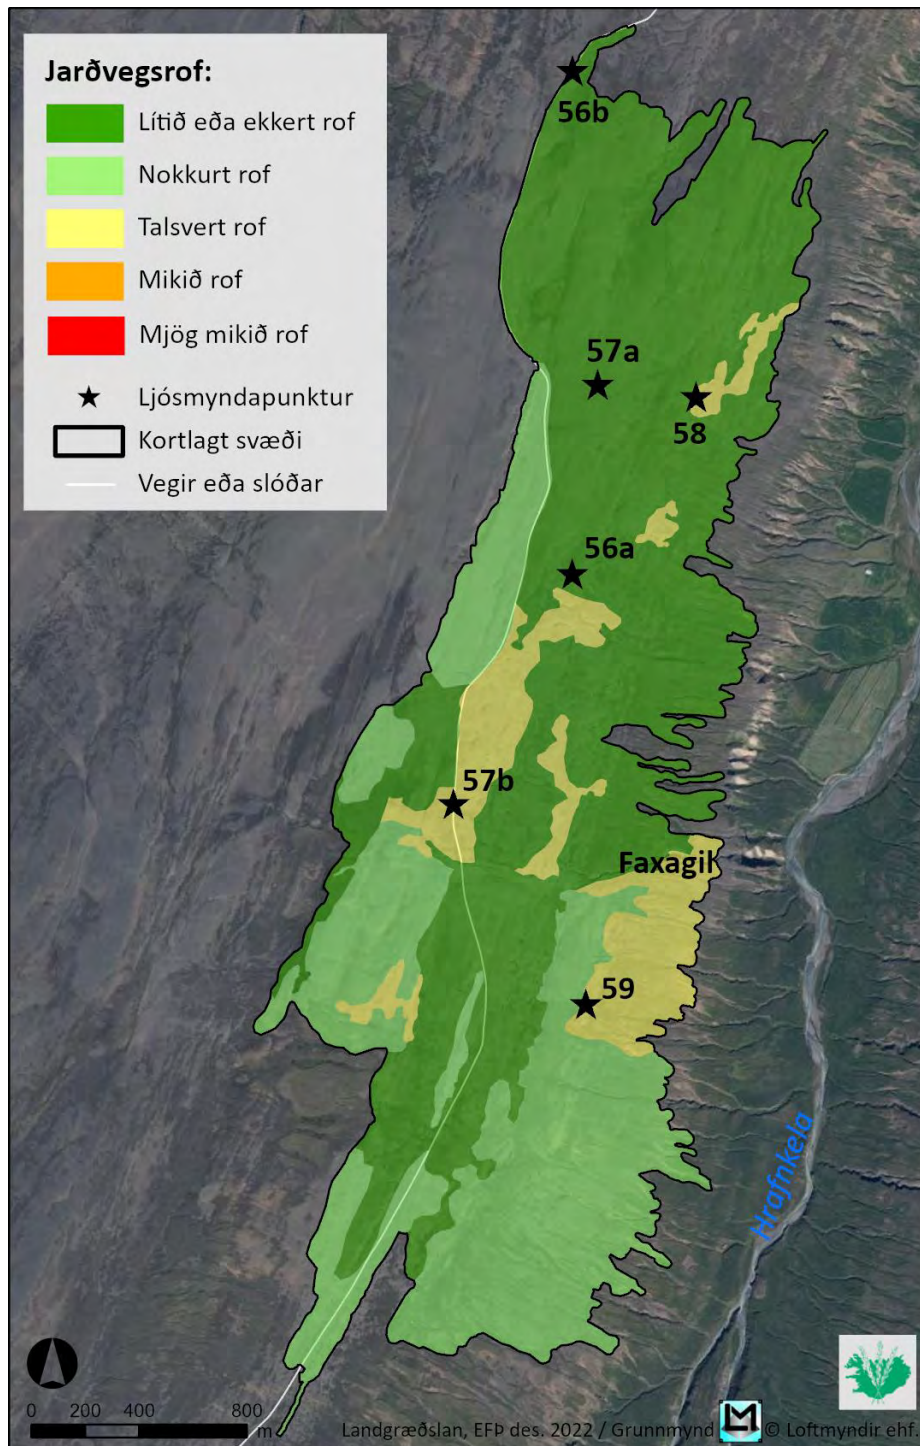 Jarðvegsrof:
Lítið eða ekkert rof
Nokkurt rof
Talsvert rof
Mikið rof
Mjög mikið rof
Ljósmyndapunktur
Kortlagt svæði
Vegir eða slóðar
56b
57a
58
56a
57b
Faxagil
59
Hrafnkela
0 200 400 800
m
Landgræðslan, EFÞ des. 2022 / Grunnmynd © Loftmyndir ehf.